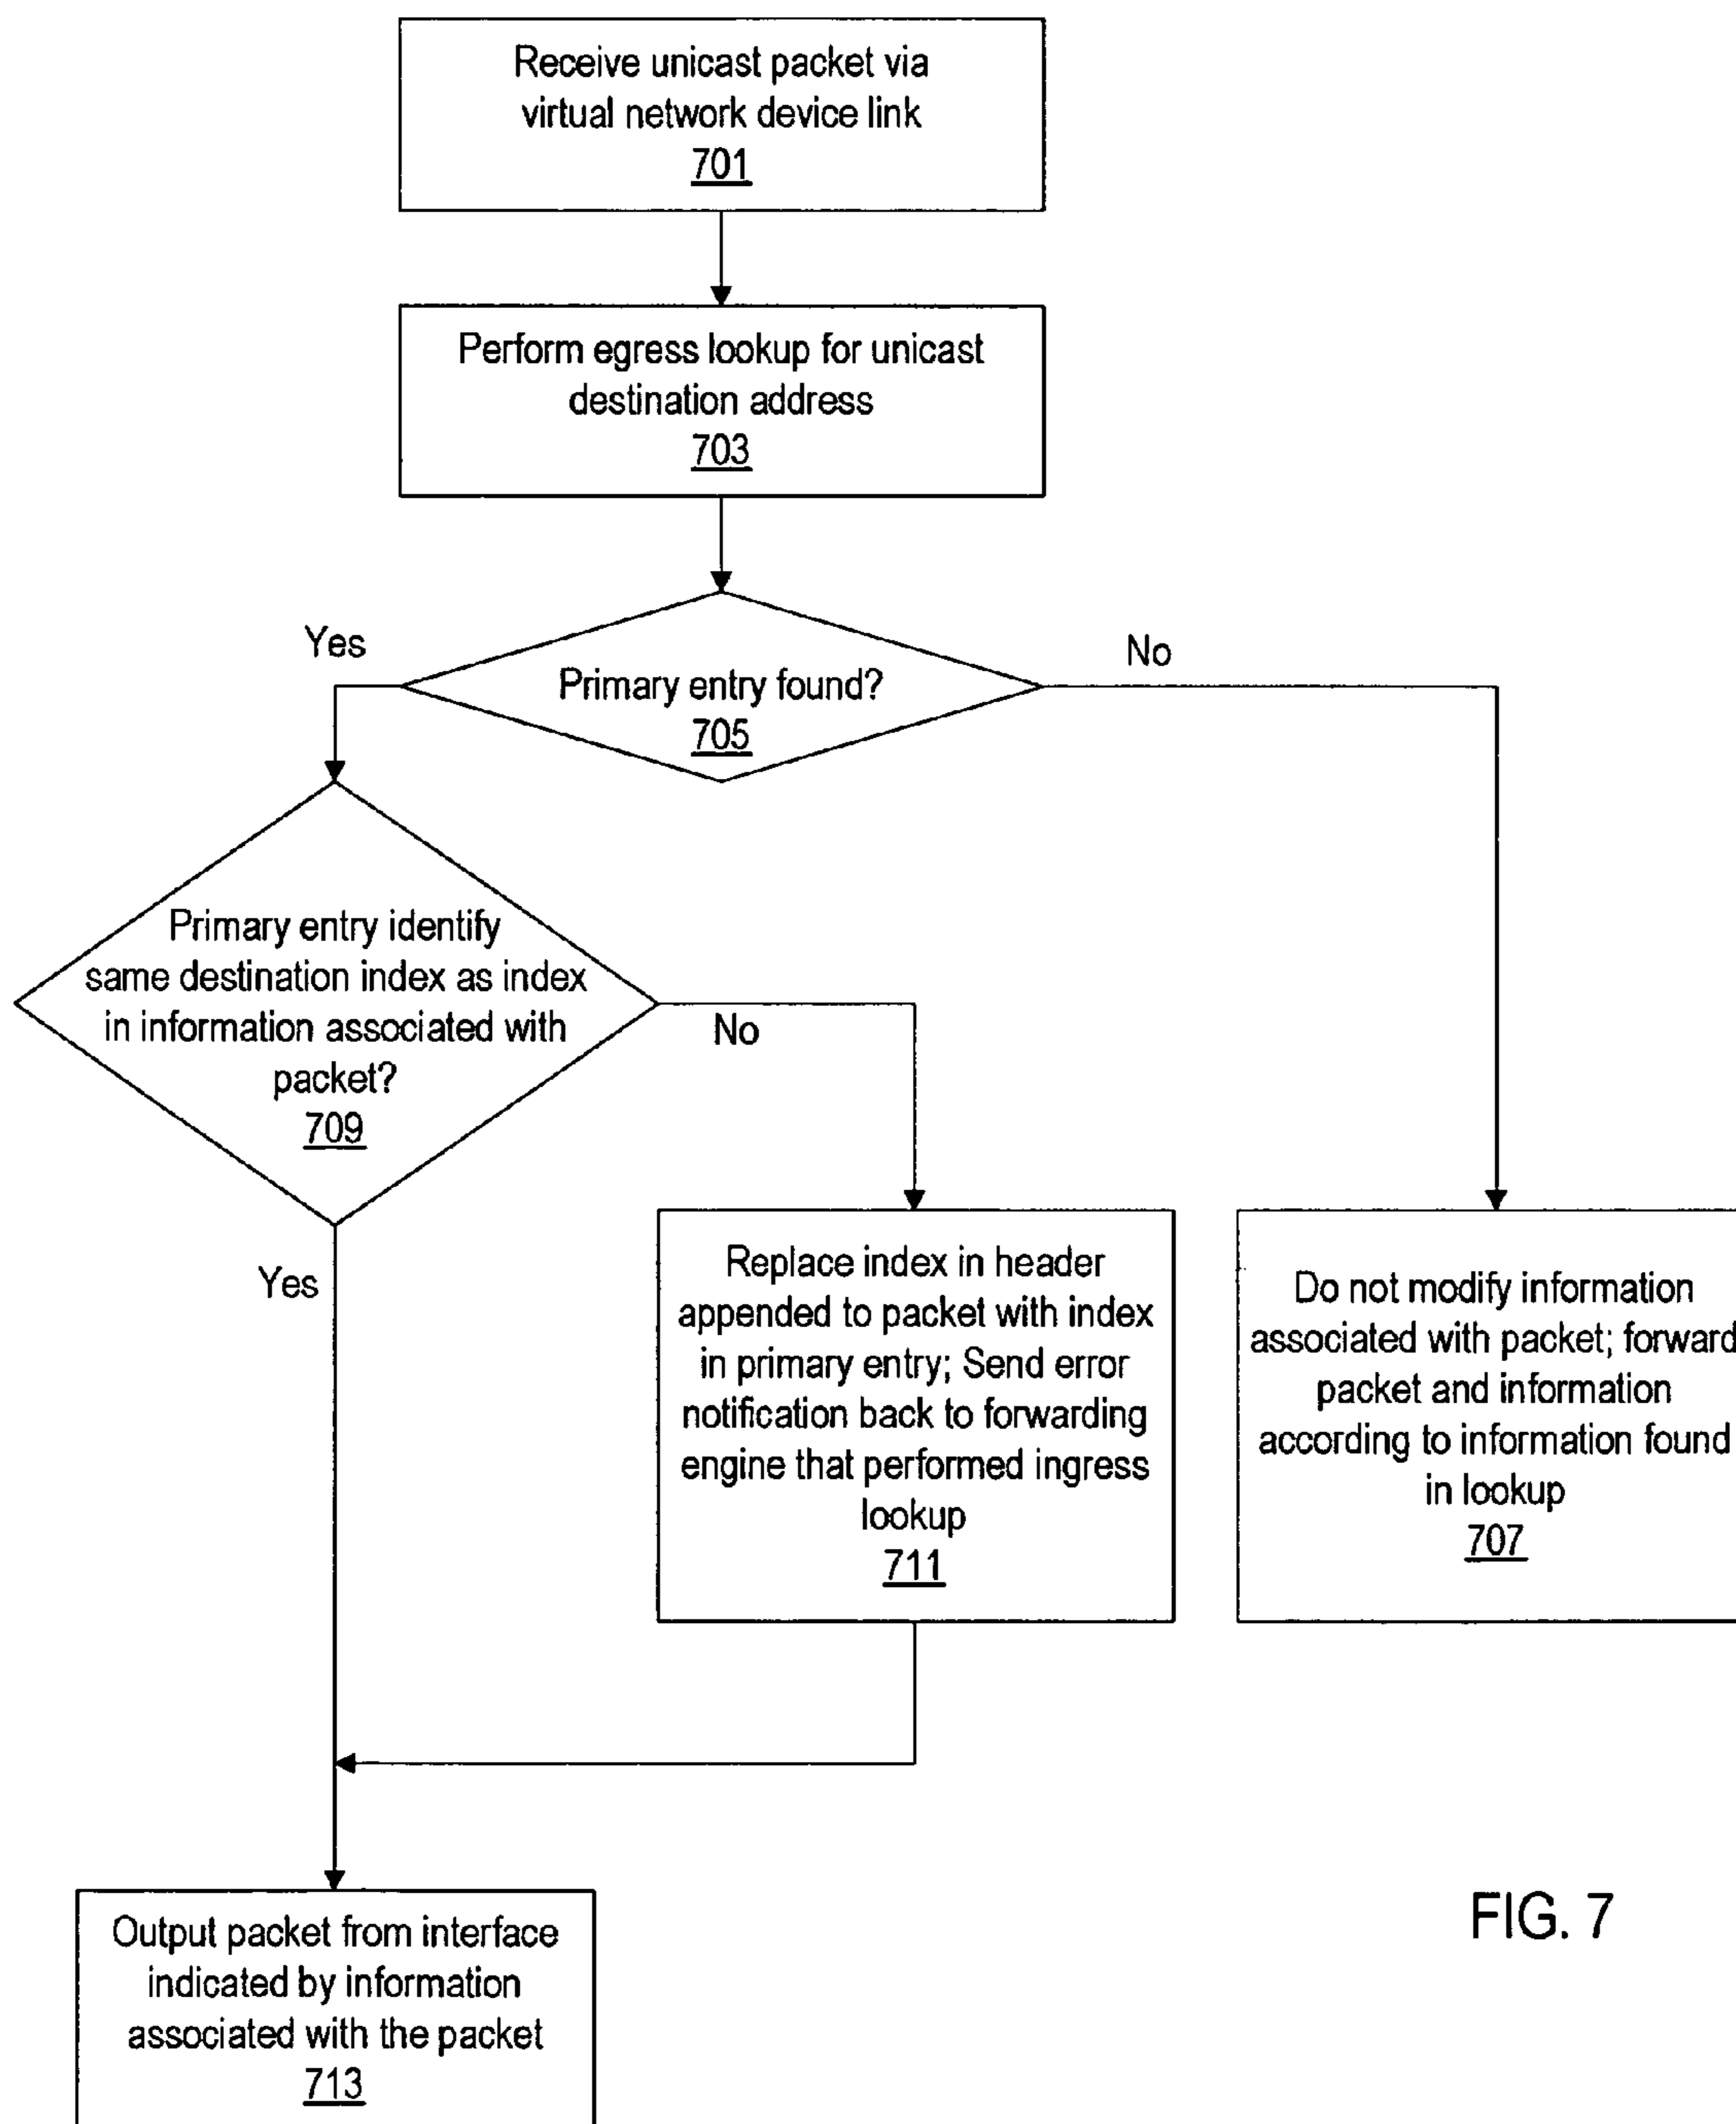 Receive unicast packet via
virtual network device link
701
Perform egress lookup for unicast
destination address
703
Yes
No
Primary entry found?
705
Primary entry identify
same destination index as index
in information associated with
packet?
709
No
Yes
Replace index in header
appended to packet with index
in primary entry; Send error
notification back to forwarding
engine that performed ingress
lookup
711
Do not modify information
associated with packet; forward
packet and information
according to information found
in lookup
707
Output packet from interface
indicated by information
associated with the packet
713
FIG. 7